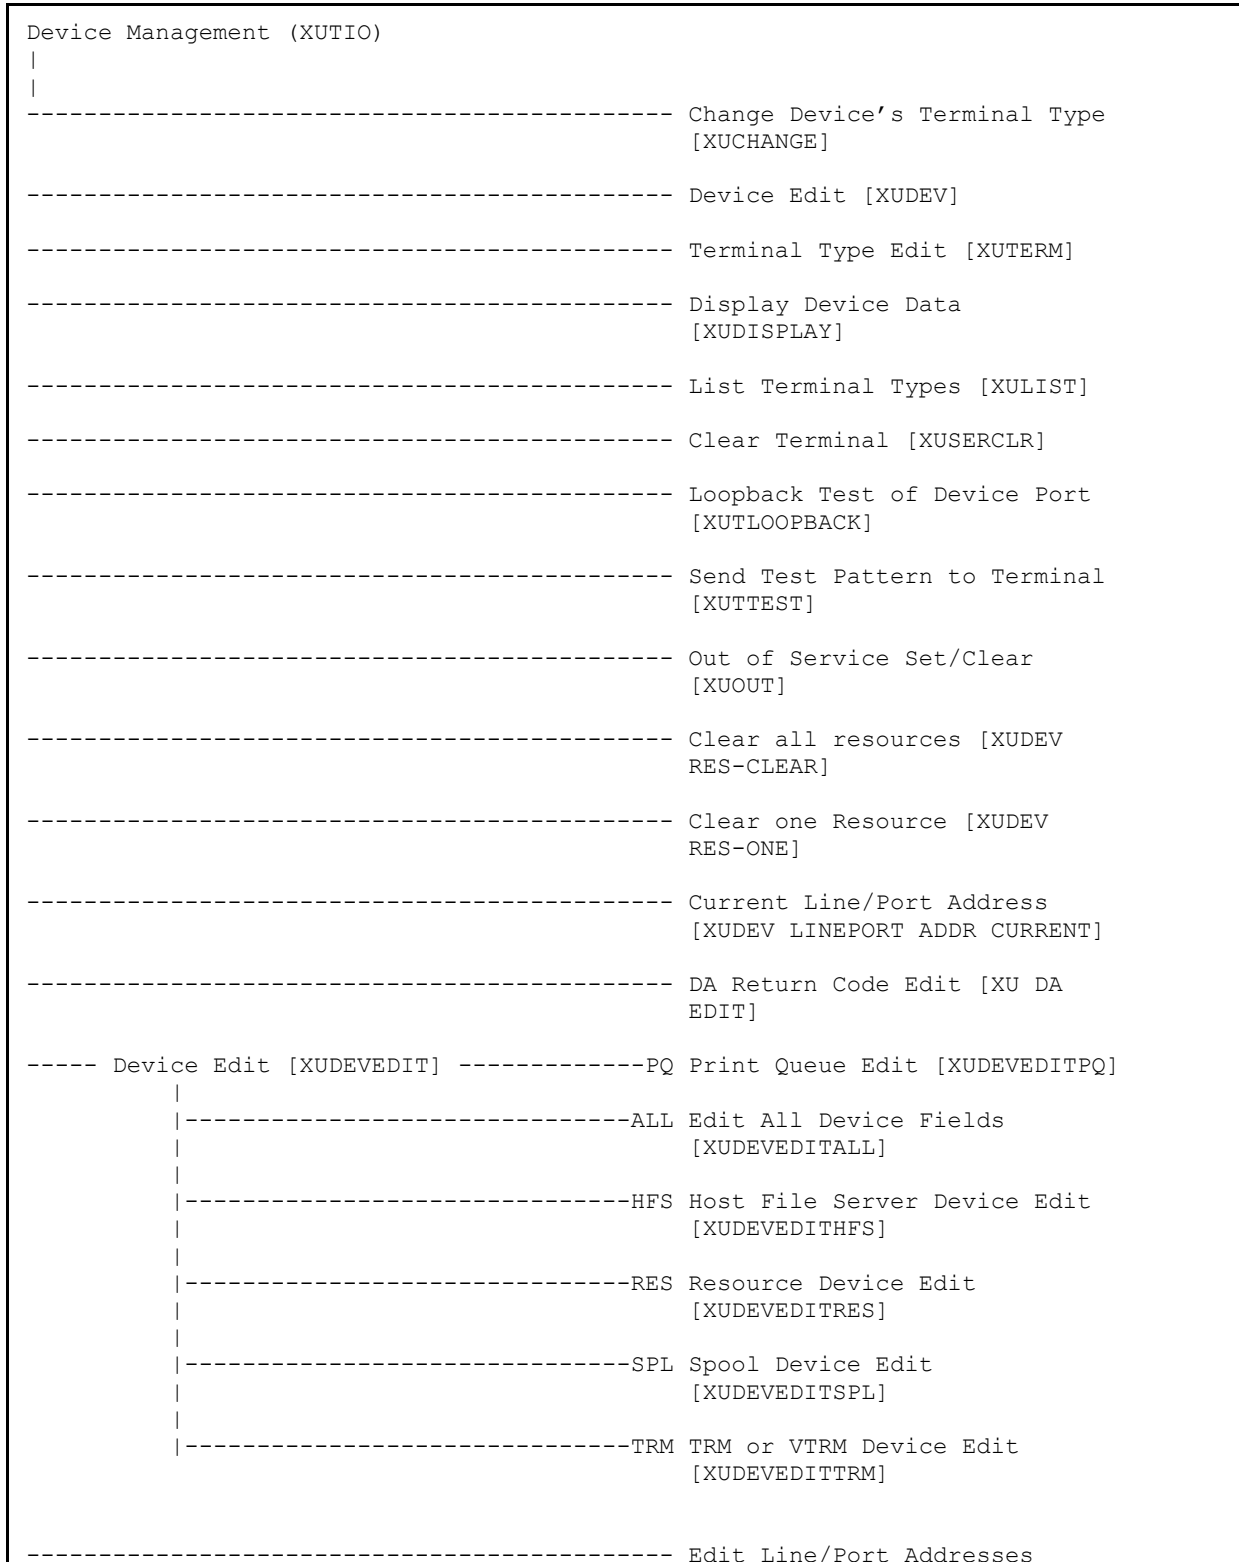 Device Management (XUTIO)
|
|
--------------------------------------------- Change Device’s Terminal Type
[XUCHANGE]
--------------------------------------------- Device Edit [XUDEV]
--------------------------------------------- Terminal Type Edit [XUTERM]
--------------------------------------------- Display Device Data
[XUDISPLAY]
--------------------------------------------- List Terminal Types [XULIST]
--------------------------------------------- Clear Terminal [XUSERCLR]
--------------------------------------------- Loopback Test of Device Port
[XUTLOOPBACK]
--------------------------------------------- Send Test Pattern to Terminal
[XUTTEST]
--------------------------------------------- Out of Service Set/Clear
[XUOUT]
--------------------------------------------- Clear all resources [XUDEV
RES-CLEAR]
--------------------------------------------- Clear one Resource [XUDEV
RES-ONE]
--------------------------------------------- Current Line/Port Address
[XUDEV LINEPORT ADDR CURRENT]
--------------------------------------------- DA Return Code Edit [XU DA
EDIT]
----- Device Edit [XUDEVEDIT] -------------PQ Print Queue Edit [XUDEVEDITPQ]
|
|-------------------------------ALL Edit All Device Fields
| [XUDEVEDITALL]
|
|-------------------------------HFS Host File Server Device Edit
| [XUDEVEDITHFS]
|
|-------------------------------RES Resource Device Edit
| [XUDEVEDITRES]
|
|-------------------------------SPL Spool Device Edit
| [XUDEVEDITSPL]
|
|-------------------------------TRM TRM or VTRM Device Edit
[XUDEVEDITTRM]
--------------------------------------------- Edit Line/Port Addresses